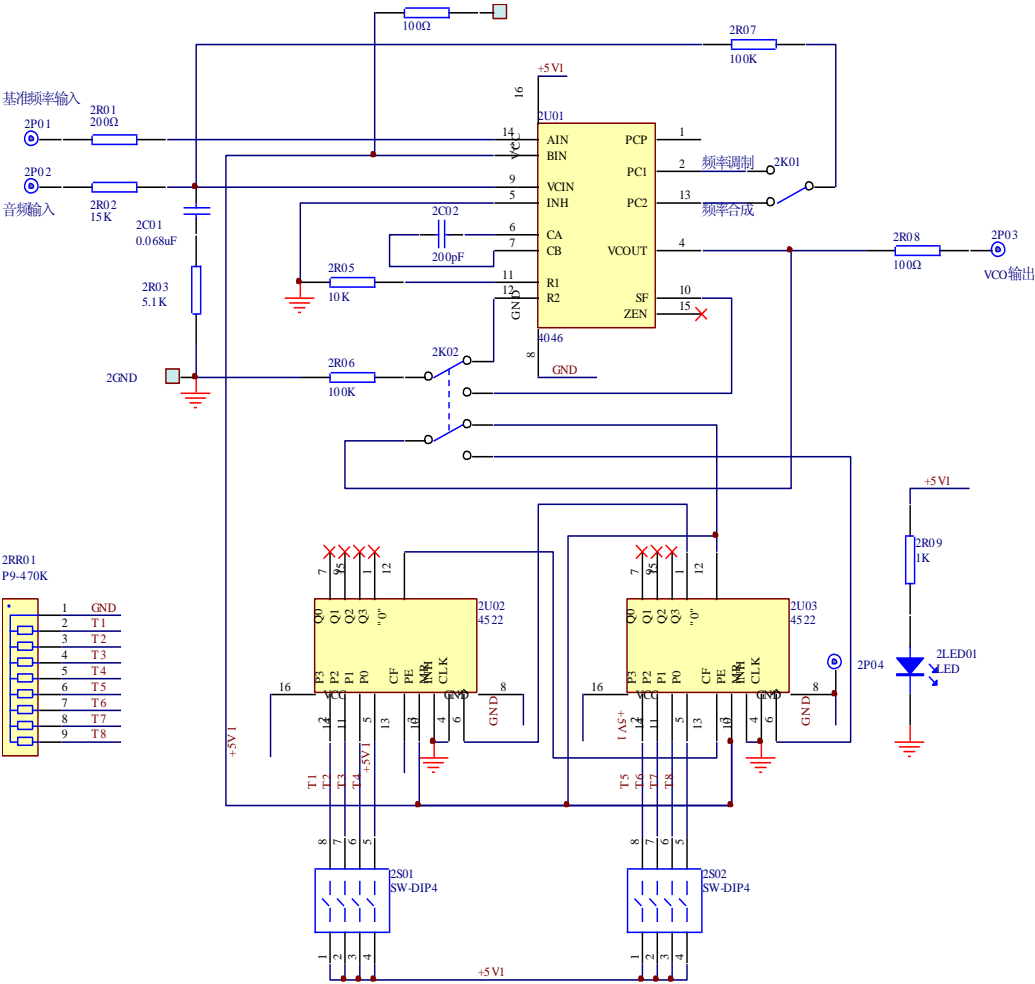 100Ω
2R07
100K
+5V1
16
基准频率输入
2P01
2R01
200Ω
2U01
14
AIN
PCP
1
VCC
3
BIN
2P02
音频输入
2R02
15K
9
VCIN
PC1
2
频率调制
2K01
5
INH
PC2
13
频率合成
2C01
0.068uF
2C02
200pF
6
CA
7
CB
VCOUT
4
2R08
100Ω
2P03
VCO输出
2R03
5.1K
2R05
10K
11
R1
12
R2
GND
SF
10
ZEN
15
4046
8
GND
2K02
2GND
2R06
100K
+5V1
2R09
1K
2LED01
LED
2RR01
P9-470K
1 GND
2 T1
3 T2
4 T3
5 T4
6 T5
7 T6
8 T7
9 T8
7
9
15
1
12
Q0
Q1
Q2
Q3
"0"
2U02
4522
P3
P2
P1
P0
CF
PE
MR
INH
CLK
VCC
GND
16
8
GND
2
14
11
5
13
3
10
4
6
+5V1
+5V1
T1
T2
T3
T4
7
9
15
1
12
Q0
Q1
Q2
Q3
"0"
2U03
4522
P3
P2
P1
P0
CF
PE
MR
INH
CLK
VCC
GND
16
8
GND
2P04
+5V1
2
14
11
5
13
3
10
4
6
T5
T6
T7
T8
8
7
6
5
2S01
SW-DIP4
1
2
3
4
8
7
6
5
2S02
SW-DIP4
1
2
3
4
+5V1